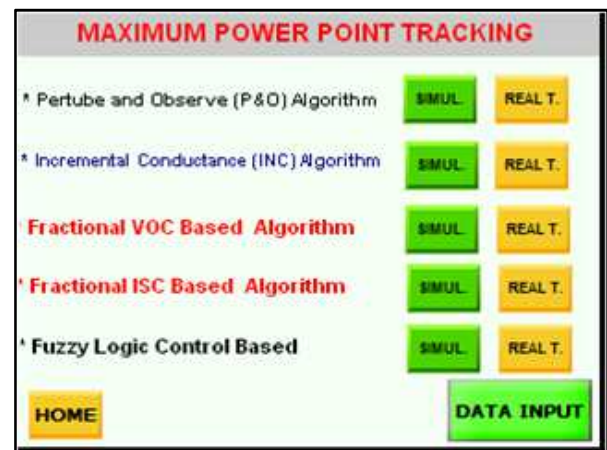 MAXIMUM POWER POINT TRACKING
* Pertube and Observe (P&O) Algorithm SIMUL. REAL T.
* Incremental Conductance (INC) Algorithm SIMUL. REAL T.
* Fractional VOC Based Algorithm SIMUL. REAL T.
* Fractional ISC Based Algorithm SIMUL. REAL T.
* Fuzzy Logic Control Based SIMUL. REAL T.
HOME DATA INPUT